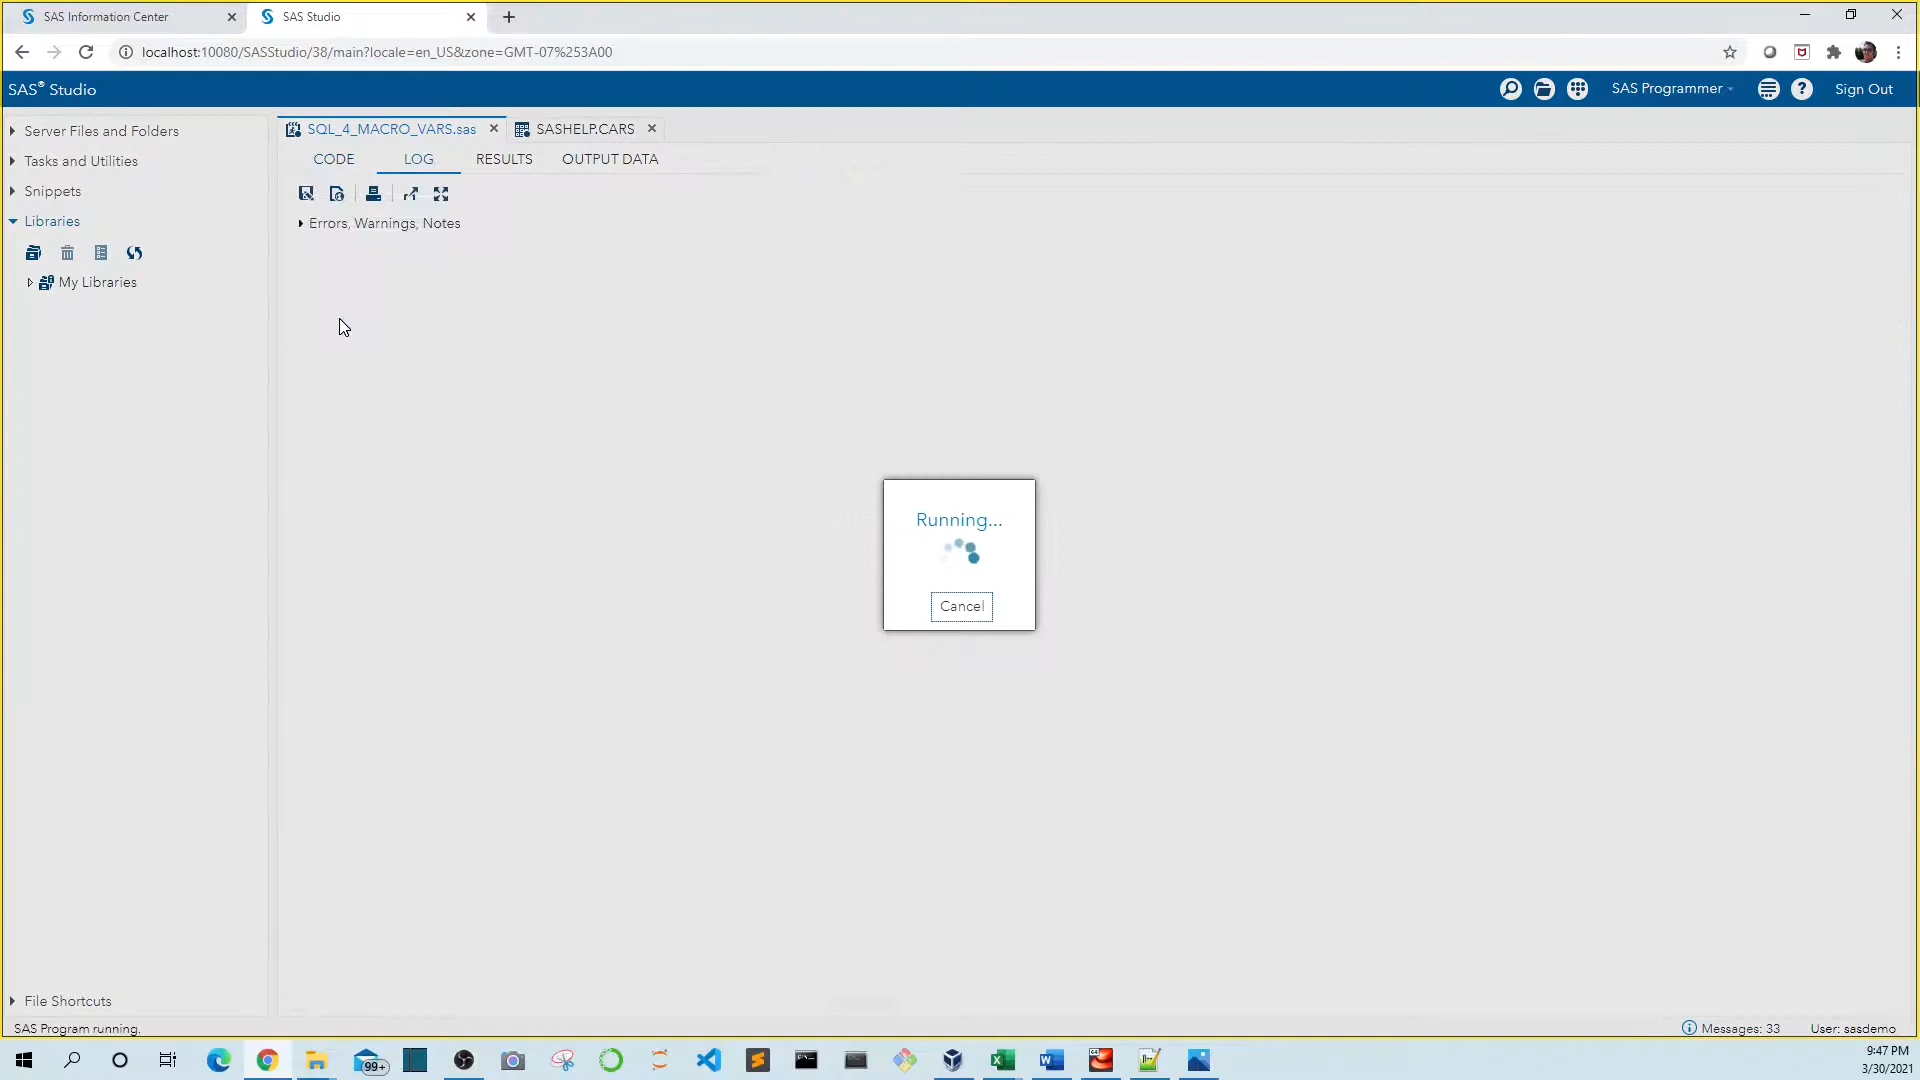 SAS Information Center
SAS Studio
localhost:10080/SASStudio/38/main?locale=en_US&zone=GMT-07%253A00
SAS® Studio
SAS Programmer
Sign Out
Server Files and Folders
Tasks and Utilities
Snippets
Libraries
My Libraries
File Shortcuts
SQL_4_MACRO_VARS.sas
SASHELP.CARS
CODE
LOG
RESULTS
OUTPUT DATA
Errors, Warnings, Notes
Running...
Cancel
SAS Program running.
Messages: 33
User: sasdemo
99+
9:47 PM
3/30/2021